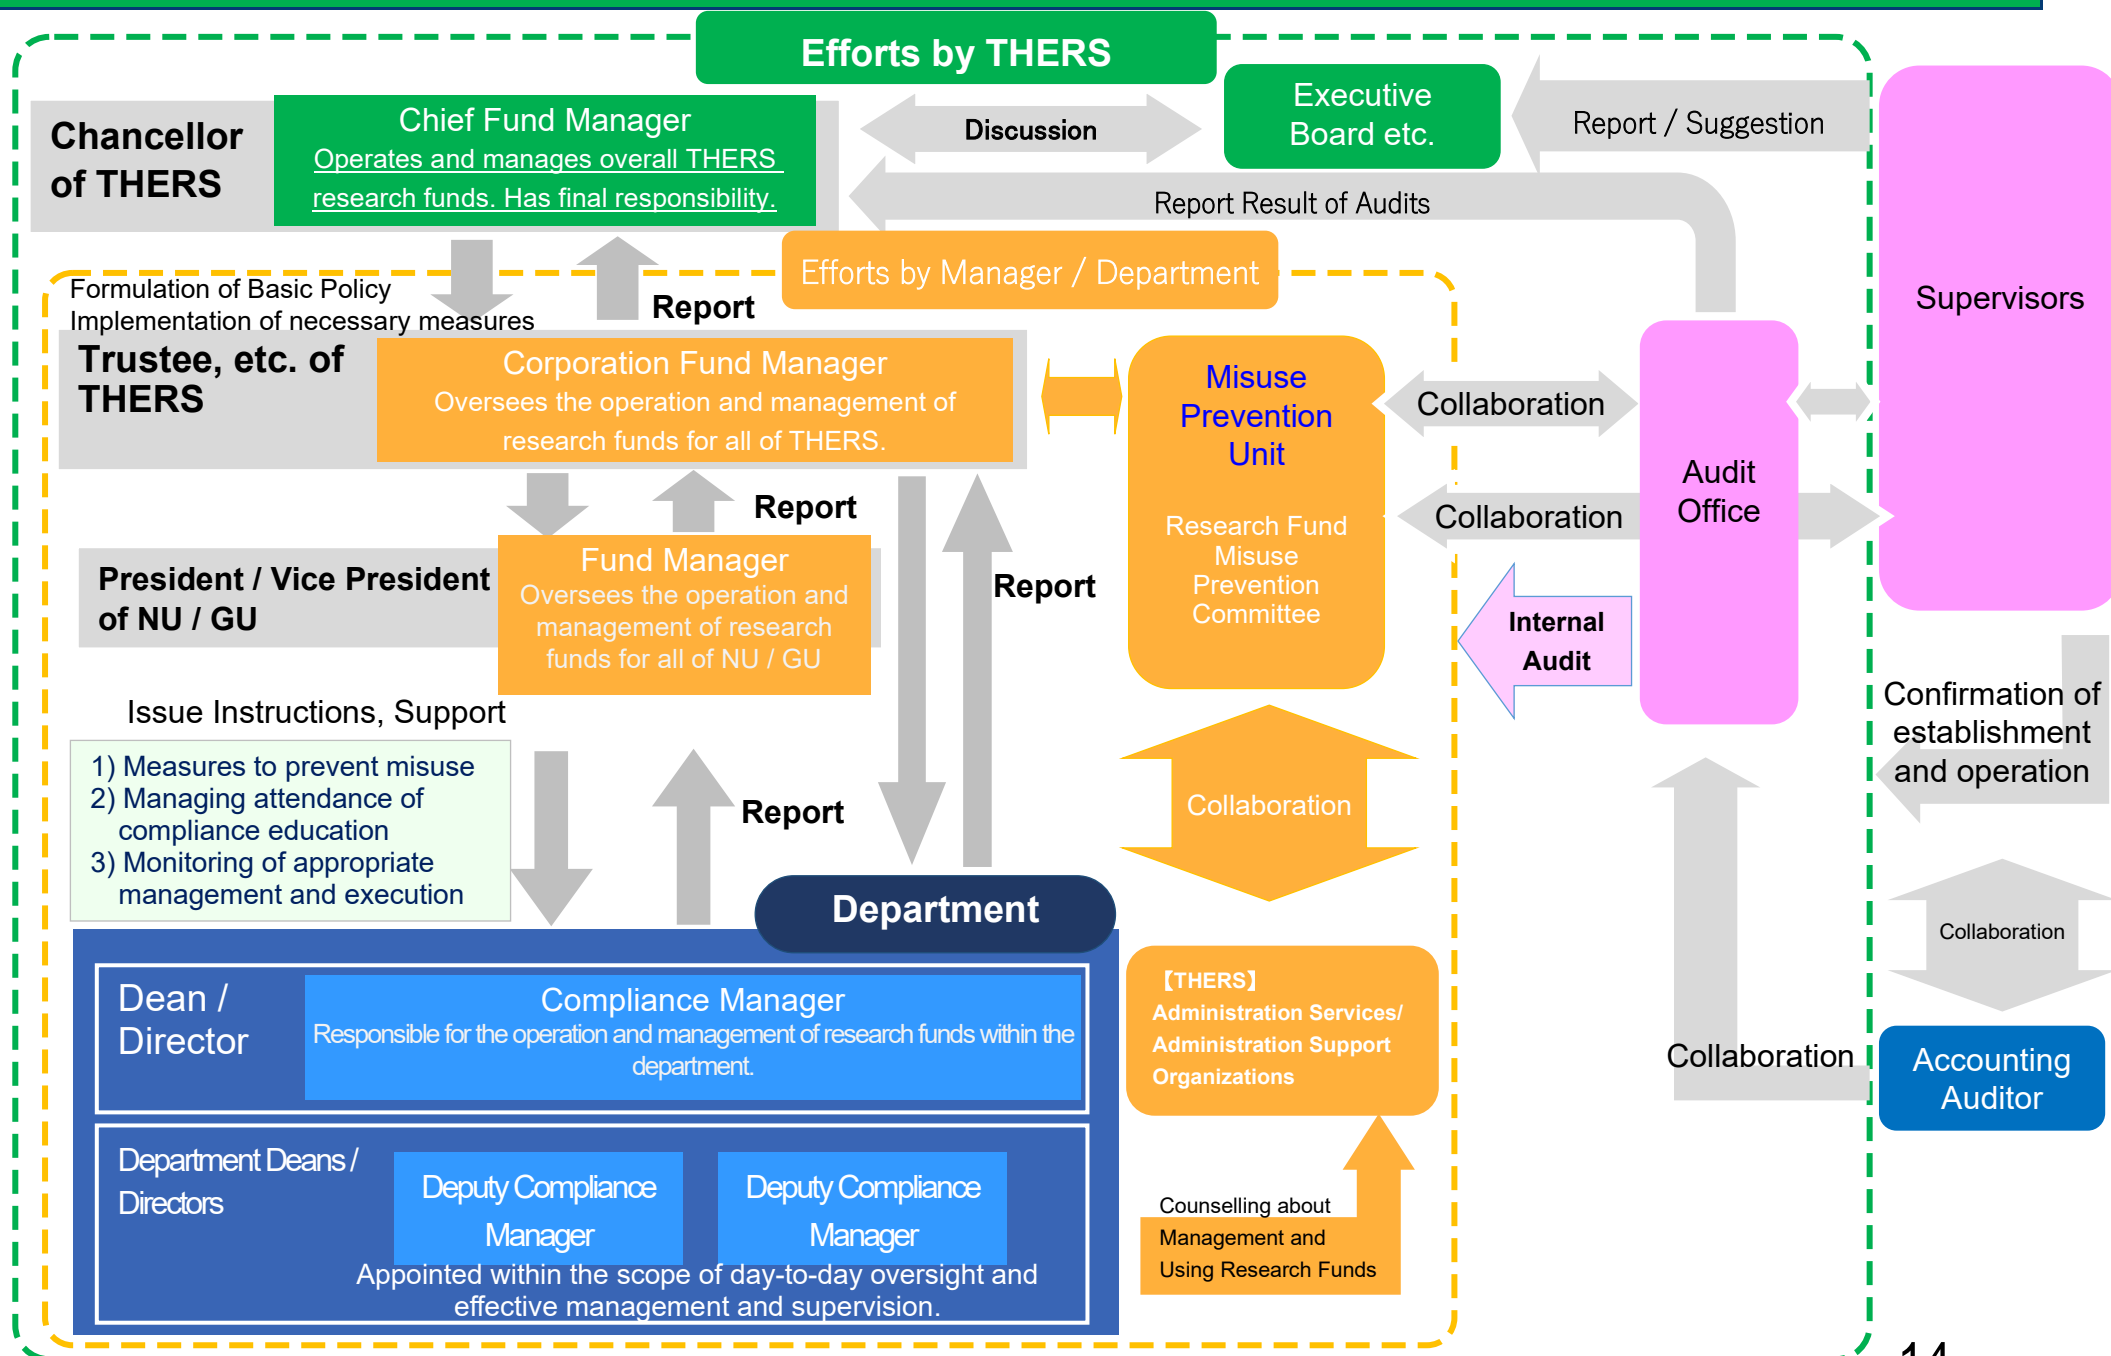 Efforts by THERS
Chancellor
of THERS
Chief Fund Manager
Operates and manages overall THERS
research funds. Has final responsibility.
Discussion
Executive
Board etc.
Report / Suggestion
Report Result of Audits
Efforts by Manager / Department
Formulation of Basic Policy
Implementation of necessary measures
Report
Supervisors
Trustee, etc. of
THERS
Corporation Fund Manager
Oversees the operation and management of
research funds for all of THERS.
Misuse
Prevention
Unit
Research Fund
Misuse
Prevention
Committee
Collaboration
Collaboration
Audit
Office
Report
President / Vice President
of NU / GU
Fund Manager
Oversees the operation and
management of research
funds for all of NU / GU
Report
Internal
Audit
Issue Instructions, Support
1) Measures to prevent misuse
2) Managing attendance of
compliance education
3) Monitoring of appropriate
management and execution
Report
Collaboration
Confirmation of
establishment
and operation
Collaboration
Department
Dean /
Director
Compliance Manager
Responsible for the operation and management of research funds within the
department.
【THERS】
Administration Services/
Administration Support
Organizations
Collaboration
Accounting
Auditor
Department Deans /
Directors
Deputy Compliance
Manager
Deputy Compliance
Manager
Appointed within the scope of day-to-day oversight and
effective management and supervision.
Counselling about
Management and
Using Research Funds
14